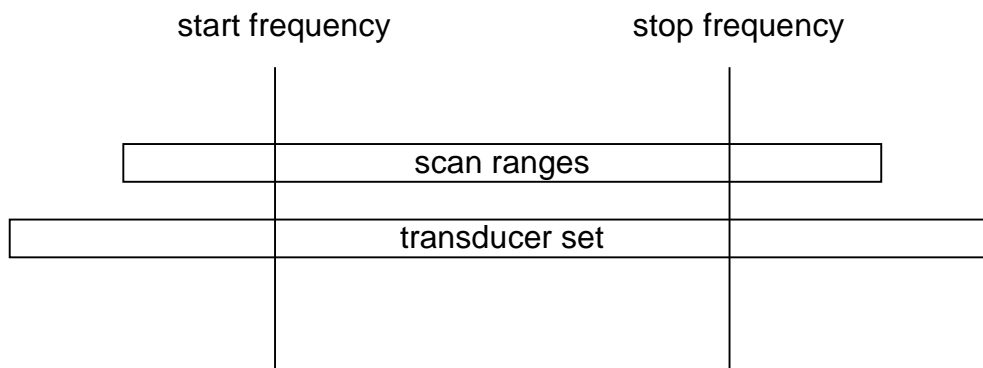 start frequency stop frequency
scan ranges
transducer set